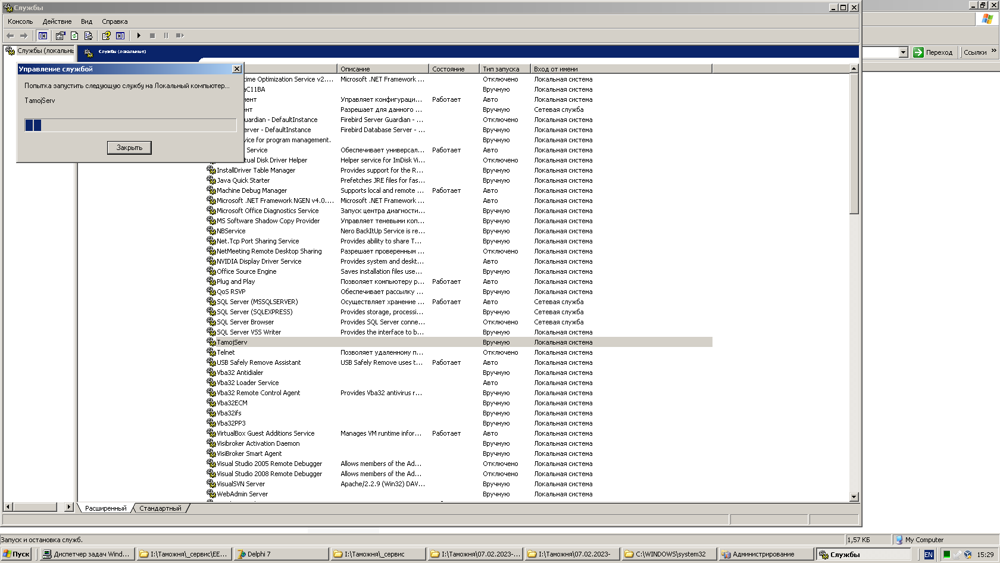 Службы
Консоль Действие Вид Справка
Службы (локальнь
Службы (локальные)
Переход Ссылки »
Управление службой
Попытка запустить следующую службу на Локальный компьютер...
TamojServ
Закрыть
Описание Состояние Тип запуска Вход от имени
time Optimization Service v2.... Microsoft .NET Framework ... Отключено Локальная система
C11BA Вручную Локальная система
ент Управляет конфигураци... Работает Авто Локальная система
нт Разрешает для данного ... Вручную Сетевая служба
uardian - DefaultInstance Firebird Server Guardian - ... Отключено Локальная система
erver - DefaultInstance Firebird Database Server - ... Вручную Локальная система
vice for program management. Вручную Локальная система
Service Обеспечивает универсал... Работает Авто Локальная система
tual Disk Driver Helper Helper service for ImDisk Vi... Отключено Локальная система
InstallDriver Table Manager Provides support for the R... Вручную Локальная система
Java Quick Starter Prefetches JRE files for fas... Вручную Локальная система
Machine Debug Manager Supports local and remote ... Работает Авто Локальная система
Microsoft .NET Framework NGEN v4.0.... Microsoft .NET Framework ... Авто Локальная система
Microsoft Office Diagnostics Service Запуск центра диагности... Вручную Локальная система
MS Software Shadow Copy Provider Управляет теневыми коп... Вручную Локальная система
NBService Nero BackItUp Service is re... Вручную Локальная система
Net.Tcp Port Sharing Service Provides ability to share T... Вручную Локальная система
NetMeeting Remote Desktop Sharing Разрешает проверенным ... Отключено Локальная система
NVIDIA Display Driver Service Provides system and deskt... Авто Локальная система
Office Source Engine Saves installation files use... Вручную Локальная система
Plug and Play Позволяет компьютеру р... Работает Авто Локальная система
QoS RSVP Обеспечивает рассылку ... Вручную Локальная система
SQL Server (MSSQLSERVER) Осуществляет хранение ... Работает Авто Сетевая служба
SQL Server (SQLEXPRESS) Provides storage, processi... Вручную Сетевая служба
SQL Server Browser Provides SQL Server conne... Отключено Сетевая служба
SQL Server VSS Writer Provides the interface to b... Вручную Локальная система
TamojServ Вручную Локальная система
Telnet Позволяет удаленному п... Отключено Локальная система
USB Safely Remove Assistant USB Safely Remove uses t... Работает Авто Локальная система
Vba32 Antidialer Вручную Локальная система
Vba32 Loader Service Авто Локальная система
Vba32 Remote Control Agent Provides Vba32 antivirus r... Вручную Локальная система
Vba32ECM Вручную Локальная система
Vba32ifs Вручную Локальная система
Vba32PP3 Вручную Локальная система
VirtualBox Guest Additions Service Manages VM runtime infor... Работает Авто Локальная система
Visibroker Activation Daemon Вручную Локальная система
VisiBroker Smart Agent Вручную Локальная система
Visual Studio 2005 Remote Debugger Allows members of the Ad... Отключено Локальная система
Visual Studio 2008 Remote Debugger Allows members of the Ad... Отключено Локальная система
VisualSVN Server Apache/2.2.9 (Win32) DAV... Вручную Локальная система
WebAdmin Server Вручную Локальная система
Расширенный Стандартный
Запуск и остановка служб. 1,57 КБ My Computer
Пуск Диспетчер задач Wind... I:\Таможня\_сервис\EE... Delphi 7 I:\Таможня\_сервис I:\Таможня\07.02.2023-... I:\Таможня\07.02.2023- C:\WINDOWS\system32 Администрирование Службы EN 15:29